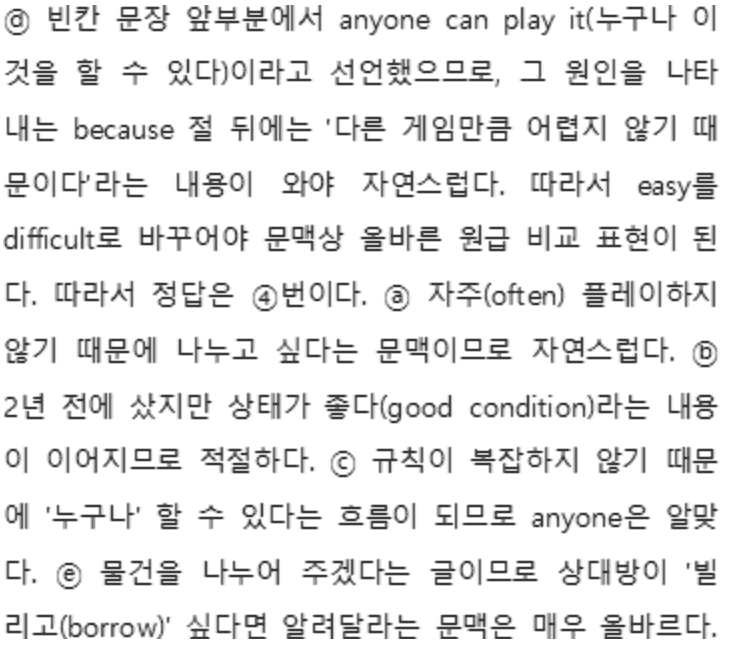 ⓓ 빈칸 문장 앞부분에서 anyone can play it(누구나 이
것을 할 수 있다)이라고 선언했으므로, 그 원인을 나타
내는 because 절 뒤에는 '다른 게임만큼 어렵지 않기 때
문이다'라는 내용이 와야 자연스럽다. 따라서 easy를
difficult로 바꾸어야 문맥상 올바른 원급 비교 표현이 된
다. 따라서 정답은 ④번이다. ⓐ 자주(often) 플레이하지
않기 때문에 나누고 싶다는 문맥이므로 자연스럽다. ⓑ
2년 전에 샀지만 상태가 좋다(good condition)라는 내용
이 이어지므로 적절하다. ⓒ 규칙이 복잡하지 않기 때문
에 '누구나' 할 수 있다는 흐름이 되므로 anyone은 알맞
다. ⓔ 물건을 나누어 주겠다는 글이므로 상대방이 '빌
리고(borrow)' 싶다면 알려달라는 문맥은 매우 올바르다.